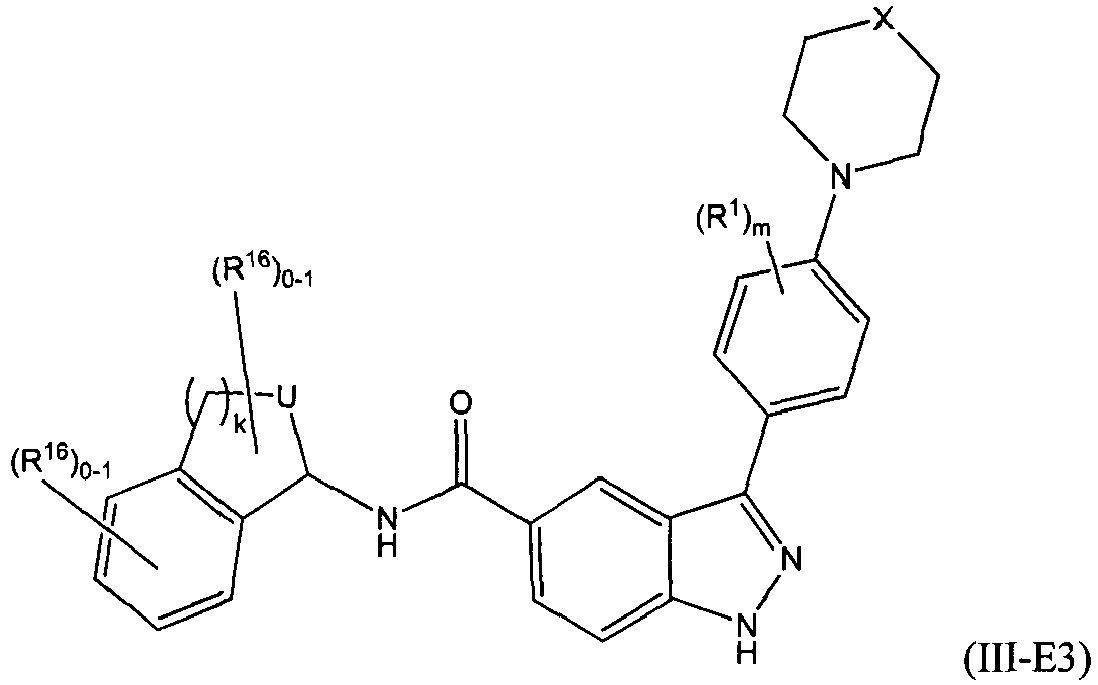 X
N
(R¹)ₘ
(R¹⁶)₀₋₁
( )ₖ U
O
(R¹⁶)₀₋₁
N
H
N
N
H
(III-E3)